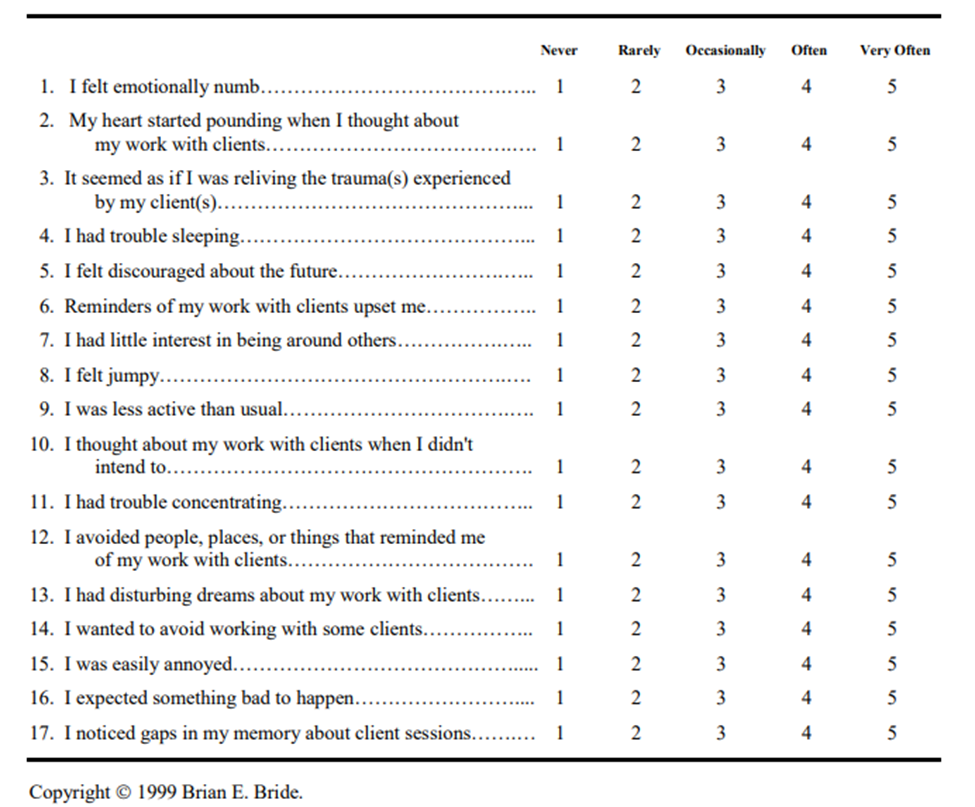 Never Rarely Occasionally Often Very Often
1. I felt emotionally numb…………………………………….….. 1 2 3 4 5
2. My heart started pounding when I thought about
my work with clients…………………………………….…. 1 2 3 4 5
3. It seemed as if I was reliving the trauma(s) experienced
by my client(s)……………………………………………... 1 2 3 4 5
4. I had trouble sleeping………………………………………... 1 2 3 4 5
5. I felt discouraged about the future…………………….…... 1 2 3 4 5
6. Reminders of my work with clients upset me…………….. 1 2 3 4 5
7. I had little interest in being around others…………….….. 1 2 3 4 5
8. I felt jumpy…………………………………………….…. 1 2 3 4 5
9. I was less active than usual……………………………….. 1 2 3 4 5
10. I thought about my work with clients when I didn't
intend to………………………………………………. 1 2 3 4 5
11. I had trouble concentrating………………………………... 1 2 3 4 5
12. I avoided people, places, or things that reminded me
of my work with clients………………………………. 1 2 3 4 5
13. I had disturbing dreams about my work with clients…….. 1 2 3 4 5
14. I wanted to avoid working with some clients…………….. 1 2 3 4 5
15. I was easily annoyed………………………………….…... 1 2 3 4 5
16. I expected something bad to happen………………….…. 1 2 3 4 5
17. I noticed gaps in my memory about client sessions………. 1 2 3 4 5
Copyright © 1999 Brian E. Bride.